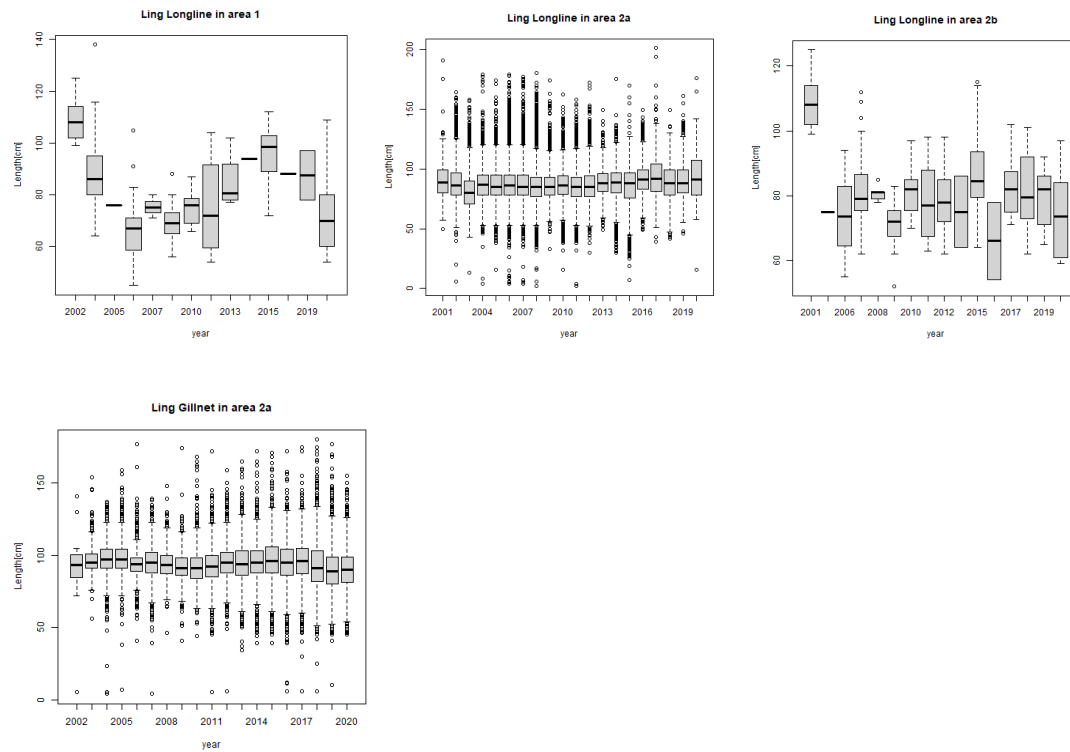 Ling Longline in area 1
Length[cm]
140
120
100
80
60
2002 2005 2007 2010 2013 2015 2019
year
Ling Longline in area 2a
Length[cm]
200
150
100
50
0
2001 2004 2007 2010 2013 2016 2019
year
Ling Longline in area 2b
Length[cm]
120
100
80
60
2001 2006 2008 2010 2012 2015 2017 2019
year
Ling Gillnet in area 2a
Length[cm]
150
100
50
0
2002 2005 2008 2011 2014 2017 2020
year